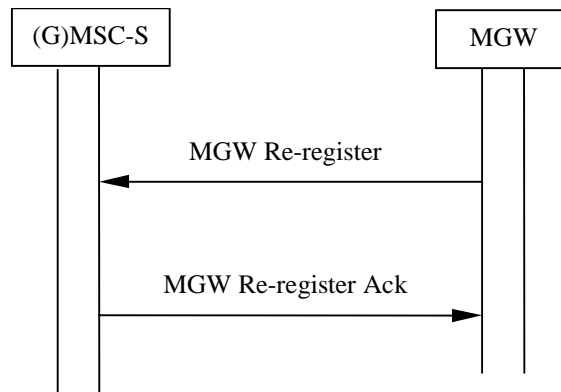 (G)MSC-S
MGW
MGW Re-register
MGW Re-register Ack